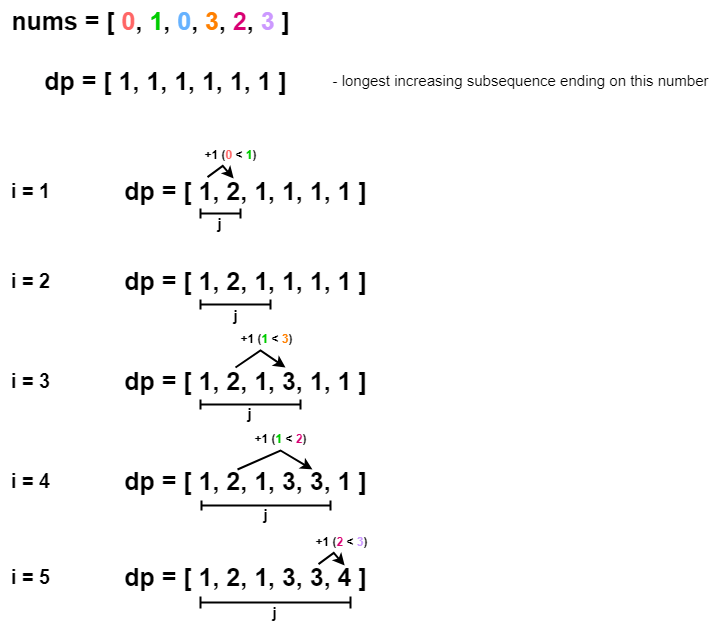 nums = [ 0, 1, 0, 3, 2, 3 ]
dp = [ 1, 1, 1, 1, 1, 1 ] - longest increasing subsequence ending on this number
+1 (0 < 1)
i = 1 dp = [ 1, 2, 1, 1, 1, 1 ]
j
i = 2 dp = [ 1, 2, 1, 1, 1, 1 ]
j
+1 (1 < 3)
i = 3 dp = [ 1, 2, 1, 3, 1, 1 ]
j
+1 (1 < 2)
i = 4 dp = [ 1, 2, 1, 3, 3, 1 ]
j
+1 (2 < 3)
i = 5 dp = [ 1, 2, 1, 3, 3, 4 ]
j